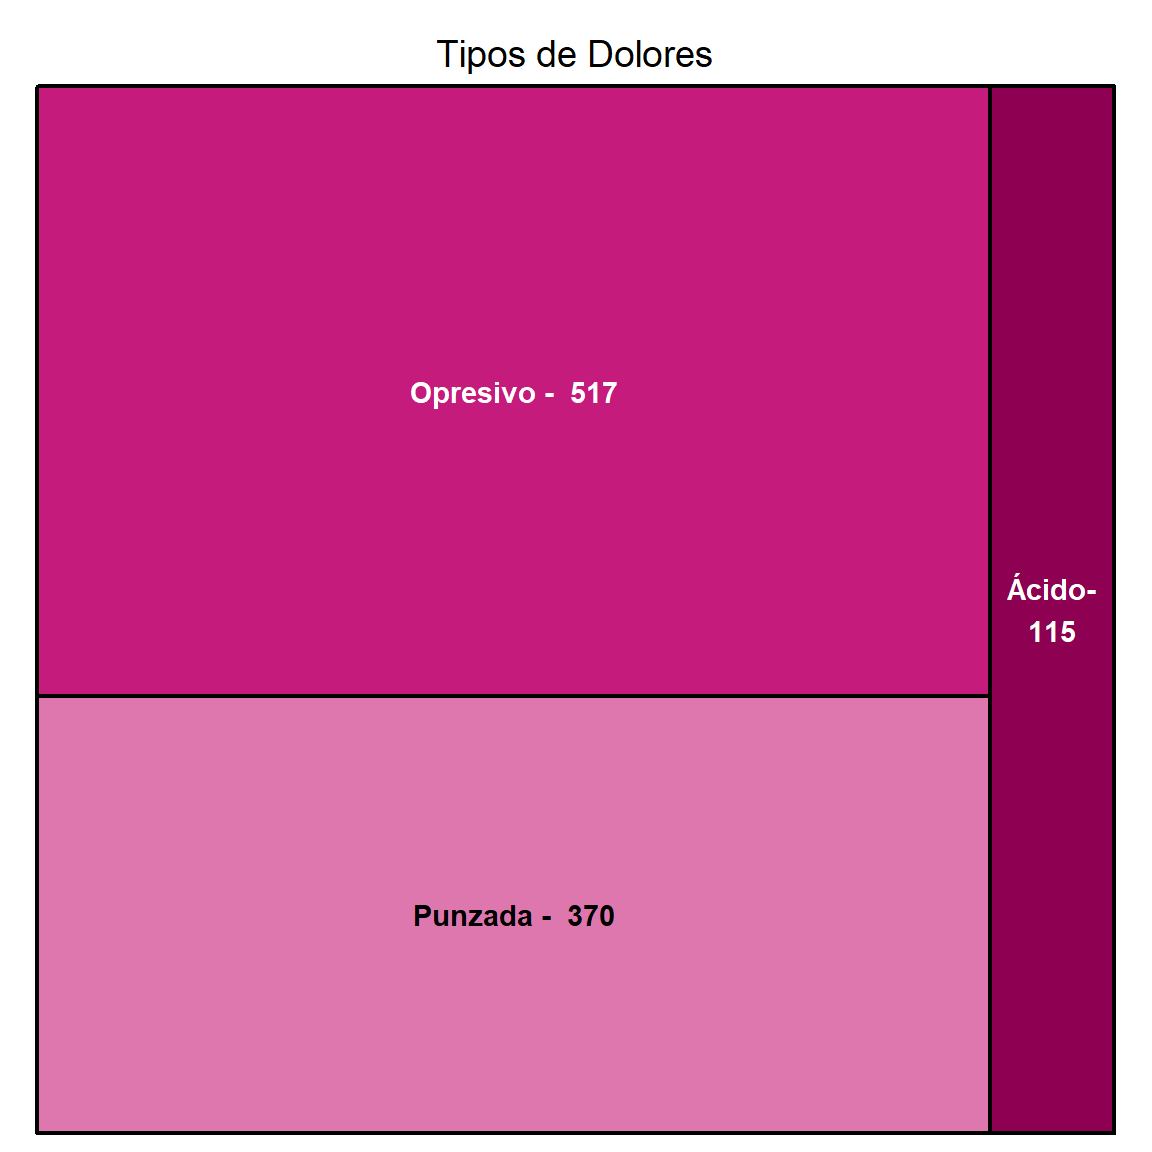 Tipos de Dolores
Opresivo -  517
Ácido-
115
Punzada -  370